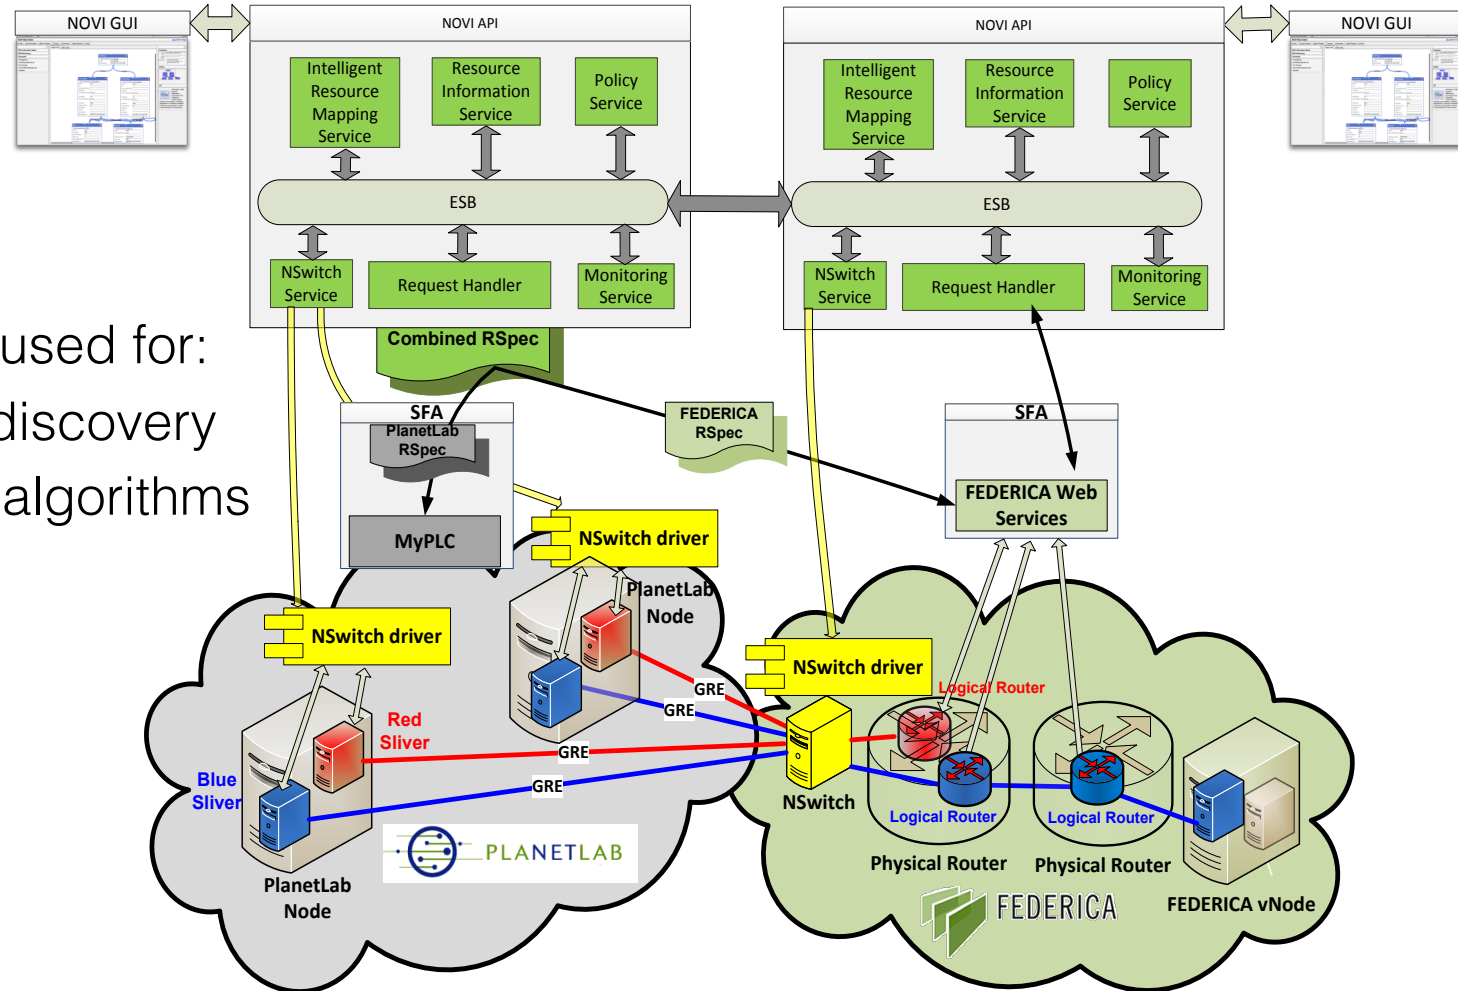 NOVI GUI
NOVI API
NOVI API
NOVI GUI
Intelligent
Resource
Mapping
Service
Resource
Information
Service
Policy
Service
Intelligent
Resource
Mapping
Service
Resource
Information
Service
Policy
Service
ESB
ESB
NSwitch
Service
Request Handler
Monitoring
Service
NSwitch
Service
Request Handler
Monitoring
Service
used for:
discovery
algorithms
Combined RSpec
SFA
PlanetLab
RSpec
MyPLC
FEDERICA
RSpec
SFA
FEDERICA Web
Services
NSwitch driver
PlanetLab
Node
NSwitch driver
NSwitch driver
Red
Sliver
Blue
Sliver
GRE
GRE
GRE
GRE
Logical Router
NSwitch
Logical Router
Logical Router
PLANETLAB
PlanetLab
Node
Physical Router
Physical Router
FEDERICA
FEDERICA vNode